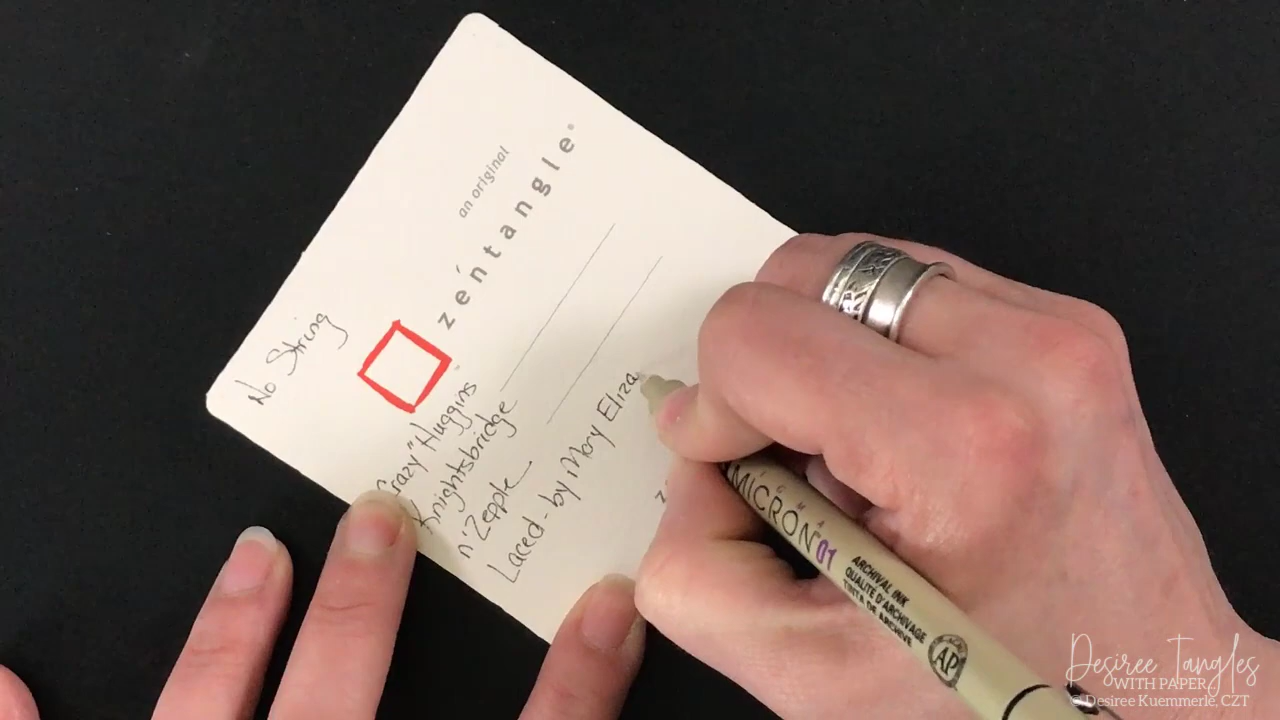 No String
an original
zentangle®
Crazy "Huggins
Knightsbridge
n'Zepple
Laced - by Mary Eliza
MICRON 01
ARCHIVAL INK
QUALITÉ D'ARCHIVAGE
TINTA DE ARCHIVE
AP
Desiree Tangles
WITH PAPER
© Desiree Kuemmerle, CZT